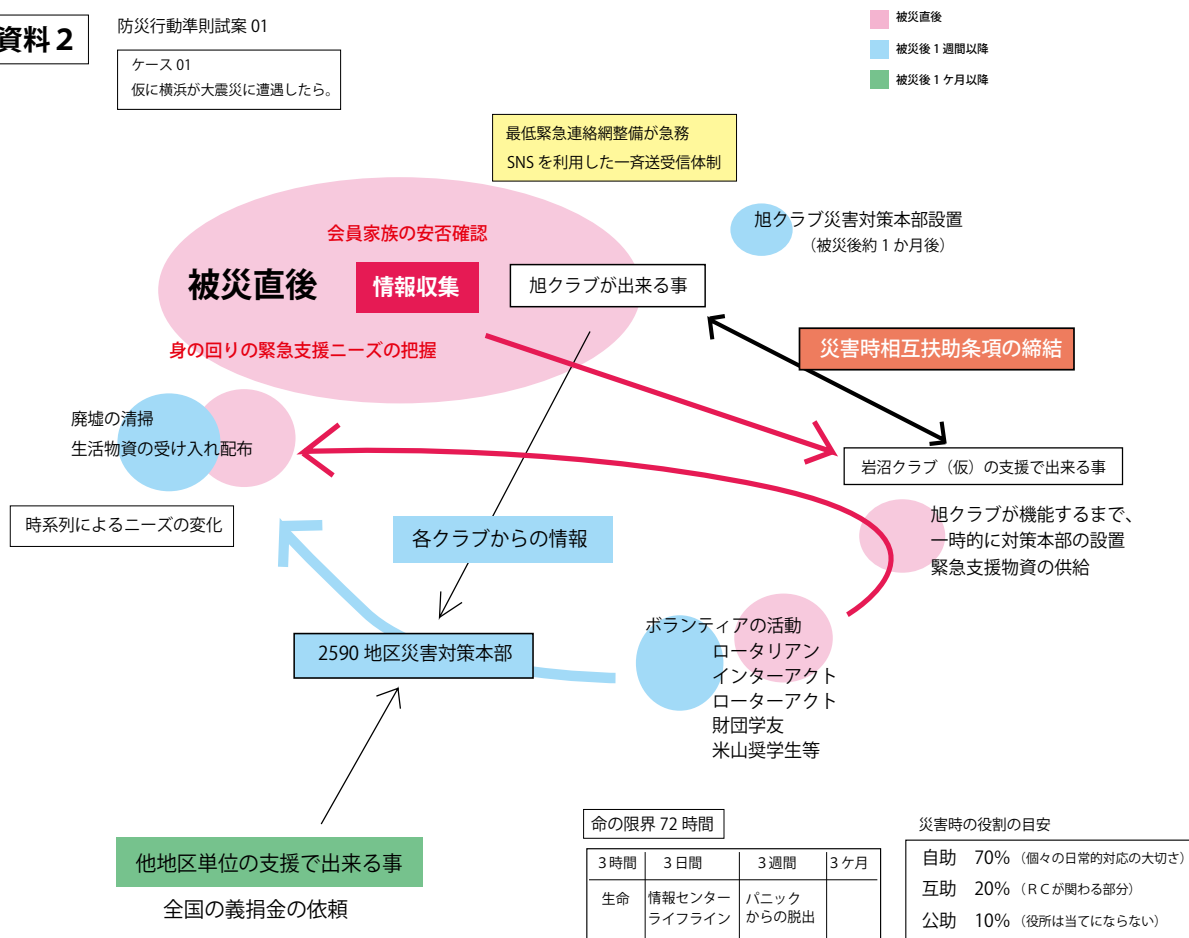 資料2
防災行動準則試案 01
ケース 01
仮に横浜が大震災に遭遇したら。
被災直後
被災後1週間以降
被災後1ケ月以降
最低緊急連絡網整備が急務
SNSを利用した一斉送受信体制
会員家族の安否確認
被災直後
情報収集
旭クラブが出来る事
身の回りの緊急支援ニーズの把握
旭クラブ災害対策本部設置
（被災後約1か月後）
災害時相互扶助条項の締結
廃墟の清掃
生活物資の受け入れ配布
時系列によるニーズの変化
岩沼クラブ（仮）の支援で出来る事
旭クラブが機能するまで、
一時的に対策本部の設置
緊急支援物資の供給
各クラブからの情報
2590 地区災害対策本部
ボランティアの活動
ロータリアン
インターアクト
ローターアクト
財団学友
米山奨学生等
他地区単位の支援で出来る事
全国の義捐金の依頼
命の限界 72 時間
3時間 3日間 3週間 3ケ月
生命 情報センター パニック
ライフライン からの脱出
災害時の役割の目安
自助 70%（個々の日常的対応の大切さ）
互助 20%（ＲＣが関わる部分）
公助 10%（役所は当てにならない）